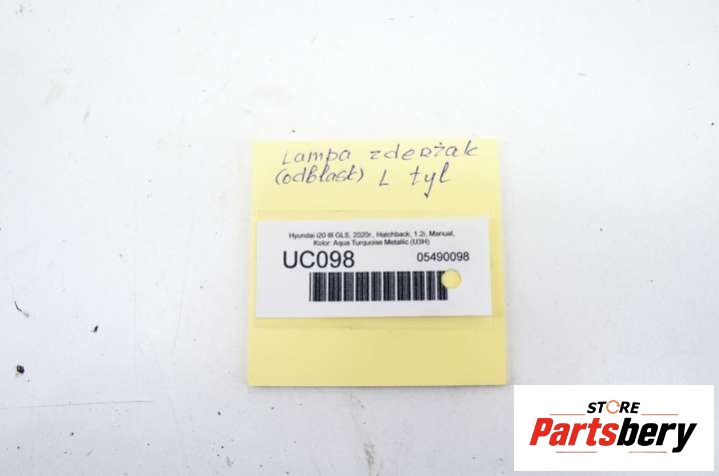 Lampa zderżak
(odblask) L tył
Hyundai i20 III GLS, 2020r., Hatchback, 1.2i, Manual,
Kolor: Aqua Turquoise Metallic (U3H)
UC098 05490098
STORE
Partsbery